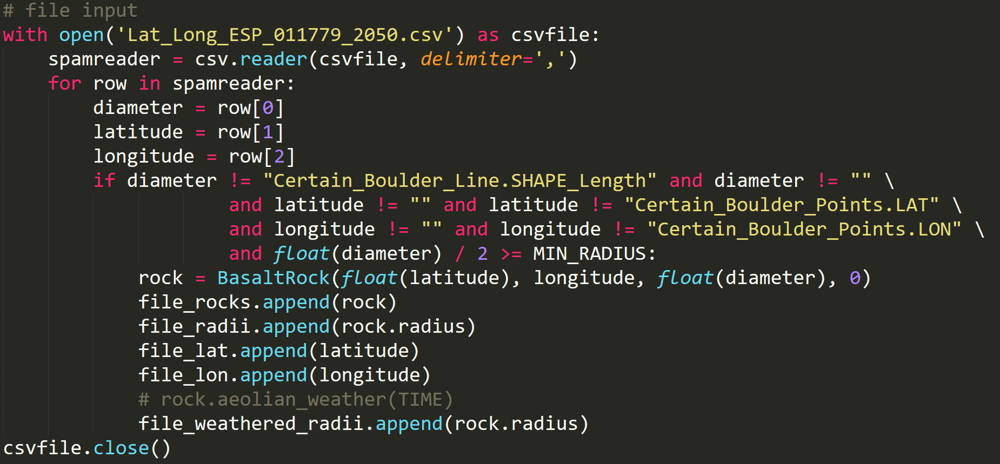 # file input
with open('Lat_Long_ESP_011779_2050.csv') as csvfile:
    spamreader = csv.reader(csvfile, delimiter=',')
    for row in spamreader:
        diameter = row[0]
        latitude = row[1]
        longitude = row[2]
        if diameter != "Certain_Boulder_Line.SHAPE_Length" and diameter != "" \
                    and latitude != "" and latitude != "Certain_Boulder_Points.LAT" \
                    and longitude != "" and longitude != "Certain_Boulder_Points.LON" \
                    and float(diameter) / 2 >= MIN_RADIUS:
            rock = BasaltRock(float(latitude), longitude, float(diameter), 0)
            file_rocks.append(rock)
            file_radii.append(rock.radius)
            file_lat.append(latitude)
            file_lon.append(longitude)
            # rock.aeolian_weather(TIME)
            file_weathered_radii.append(rock.radius)
csvfile.close()